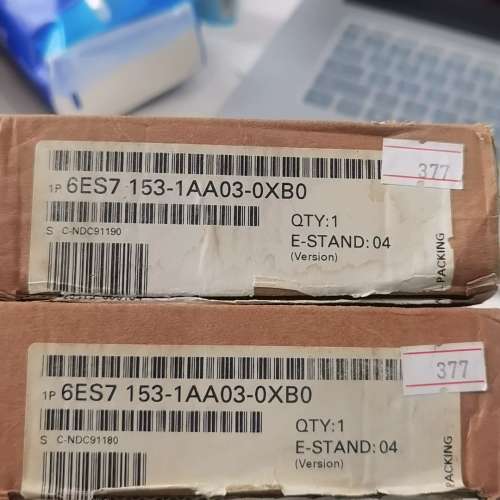 377
1P 6ES7 153-1AA03-0XB0
S C-NDC91190
QTY:1
E-STAND:04
(Version)
PACKING
377
1P 6ES7 153-1AA03-0XB0
S C-NDC91180
QTY:1
E-STAND:04
(Version)
PACKING